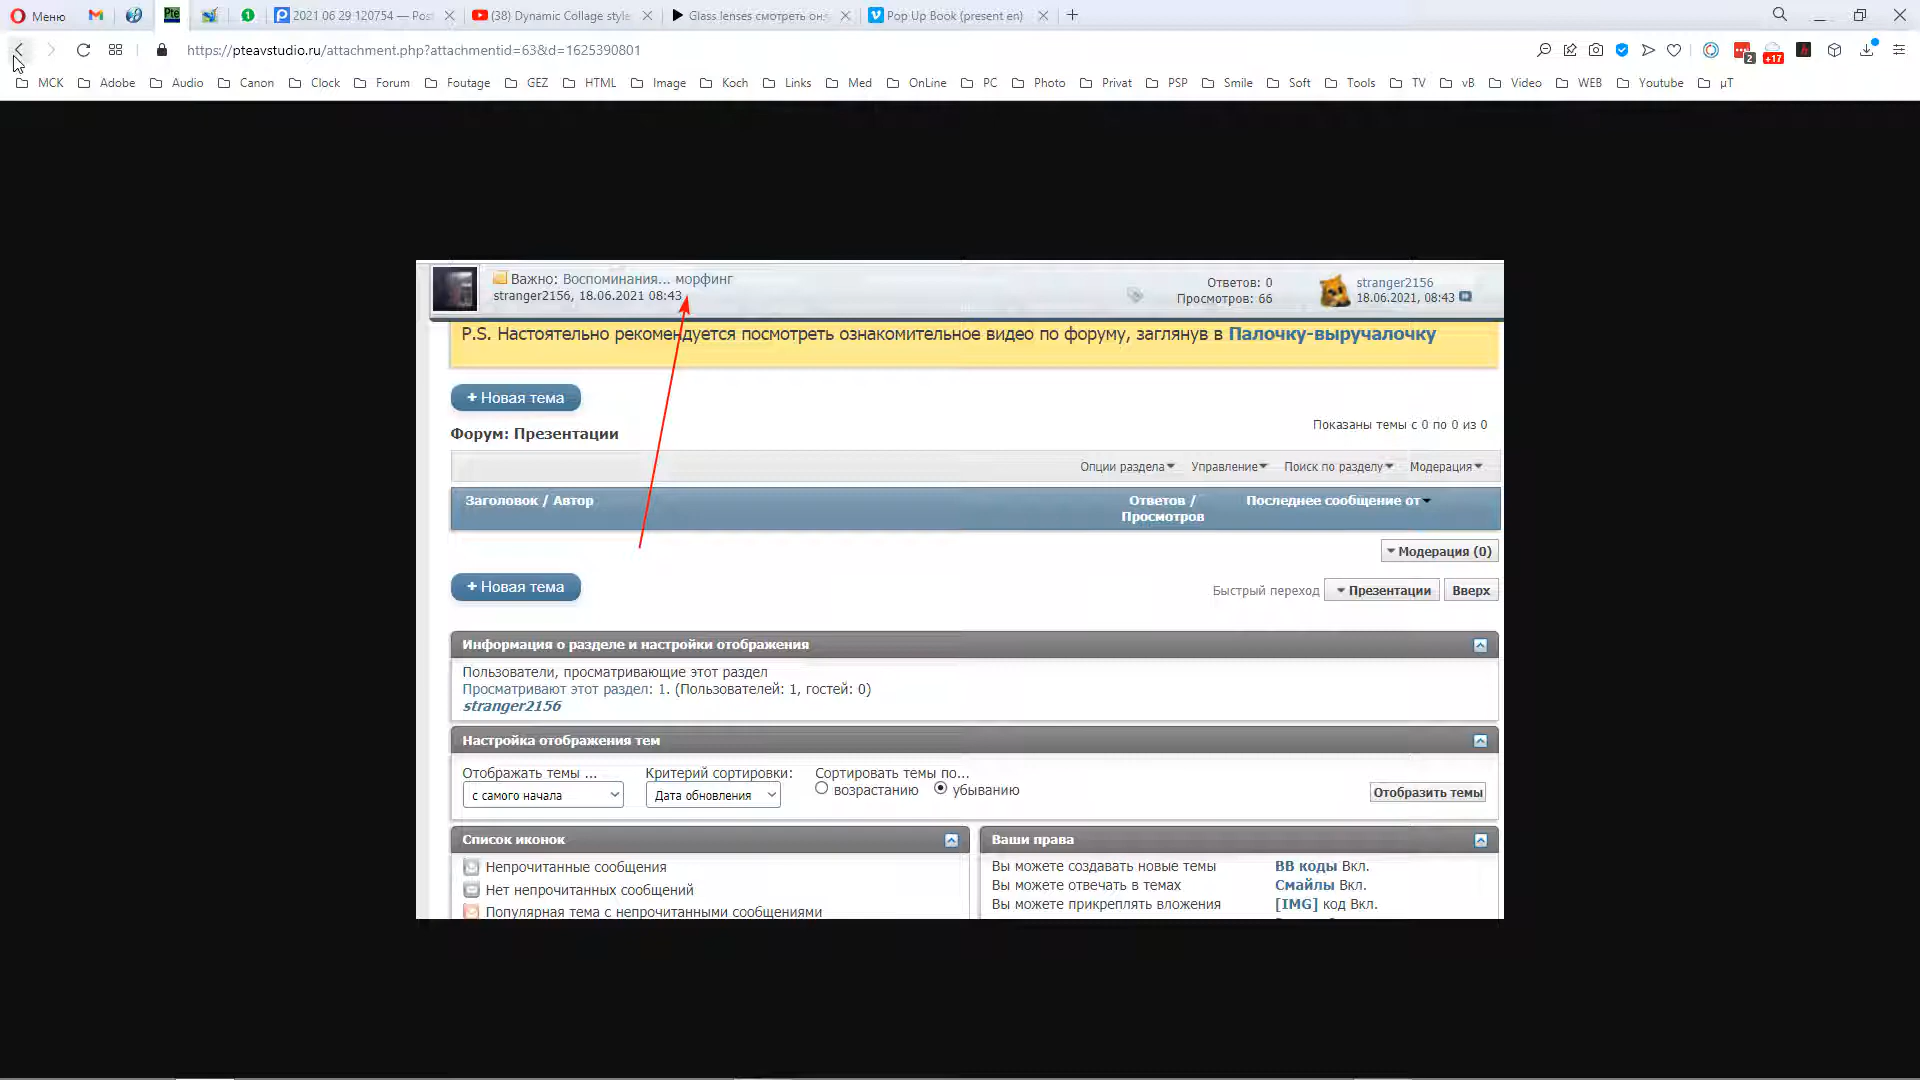 Меню
2021 06 29 120754 — Post
(38) Dynamic Collage style
Glass lenses смотреть он
Pop Up Book (present en)
https://pteavstudio.ru/attachment.php?attachmentid=63&d=1625390801
2
+17
МСК Adobe Audio Canon Clock Forum Foutage GEZ HTML Image Koch Links Med OnLine PC Photo Privat PSP Smile Soft Tools TV vB Video WEB Youtube µT
Важно: Воспоминания... морфинг
stranger2156, 18.06.2021 08:43
Ответов: 0
Просмотров: 66
stranger2156
18.06.2021, 08:43
P.S. Настоятельно рекомендуется посмотреть ознакомительное видео по форуму, заглянув в Палочку-выручалочку
+ Новая тема
Показаны темы с 0 по 0 из 0
Форум: Презентации
Опции раздела Управление Поиск по разделу Модерация
Заголовок / Автор
Ответов /
Просмотров
Последнее сообщение от
Модерация (0)
+ Новая тема
Быстрый переход Презентации Вверх
Информация о разделе и настройки отображения
Пользователи, просматривающие этот раздел
Просматривают этот раздел: 1. (Пользователей: 1, гостей: 0)
stranger2156
Настройка отображения тем
Отображать темы ... Критерий сортировки: Сортировать темы по...
с самого начала Дата обновления возрастанию убыванию
Отобразить темы
Список иконок
Непрочитанные сообщения
Нет непрочитанных сообщений
Популярная тема с непрочитанными сообщениями
Ваши права
Вы можете создавать новые темы
Вы можете отвечать в темах
Вы можете прикреплять вложения
BB коды Вкл.
Смайлы Вкл.
[IMG] код Вкл.